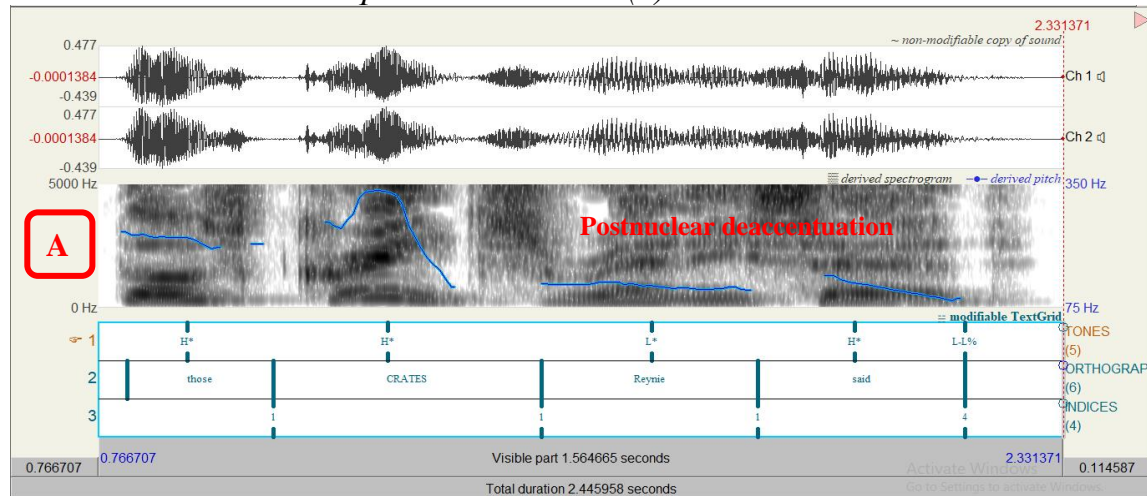 (
)
2.331371
~ non-modifiable copy of sound
0.477
-0.0001384
-0.439
Ch 1
0.477
-0.0001384
-0.439
Ch 2
5000 Hz
derived spectrogram
derived pitch
350 Hz
A
Postnuclear deaccentuation
0 Hz
75 Hz
modifiable TextGrid
1
H*
H*
L*
H*
L-L%
TONES
(5)
2
those
CRATES
Reynie
said
ORTHOGRAP
(6)
3
1
1
1
4
INDICES
(4)
0.766707
0.766707
Visible part 1.564665 seconds
2.331371
0.114587
Total duration 2.445958 seconds
Activate Windows
Go to Settings to activate Windows.